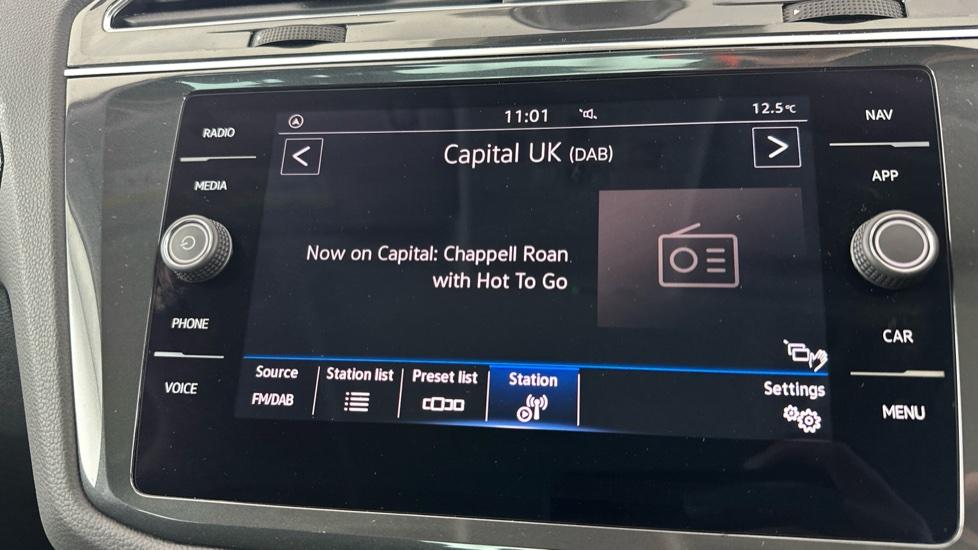 RADIO
MEDIA
PHONE
VOICE
11:01
12.5°C
<
Capital UK (DAB)
>
Now on Capital: Chappell Roan
with Hot To Go
Source
FM/DAB
Station list
Preset list
Station
Settings
NAV
APP
CAR
MENU